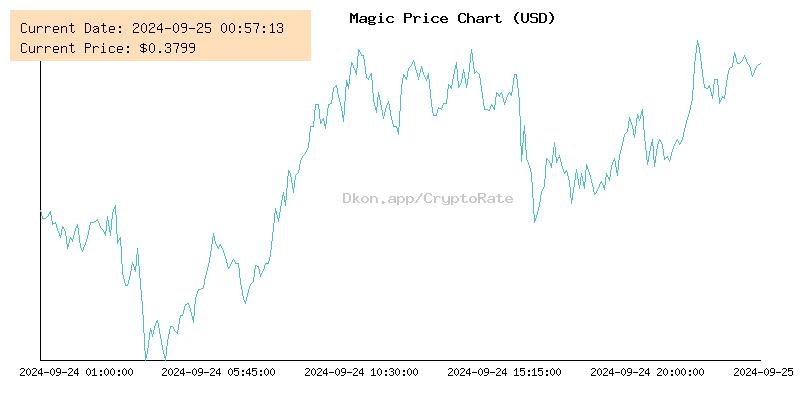 Magic Price Chart (USD)
Current Date: 2024-09-25 00:57:13
Current Price: $0.3799
Dkon.app/CryptoRate
2024-09-24 01:00:00 2024-09-24 05:45:00 2024-09-24 10:30:00 2024-09-24 15:15:00 2024-09-24 20:00:00 2024-09-25